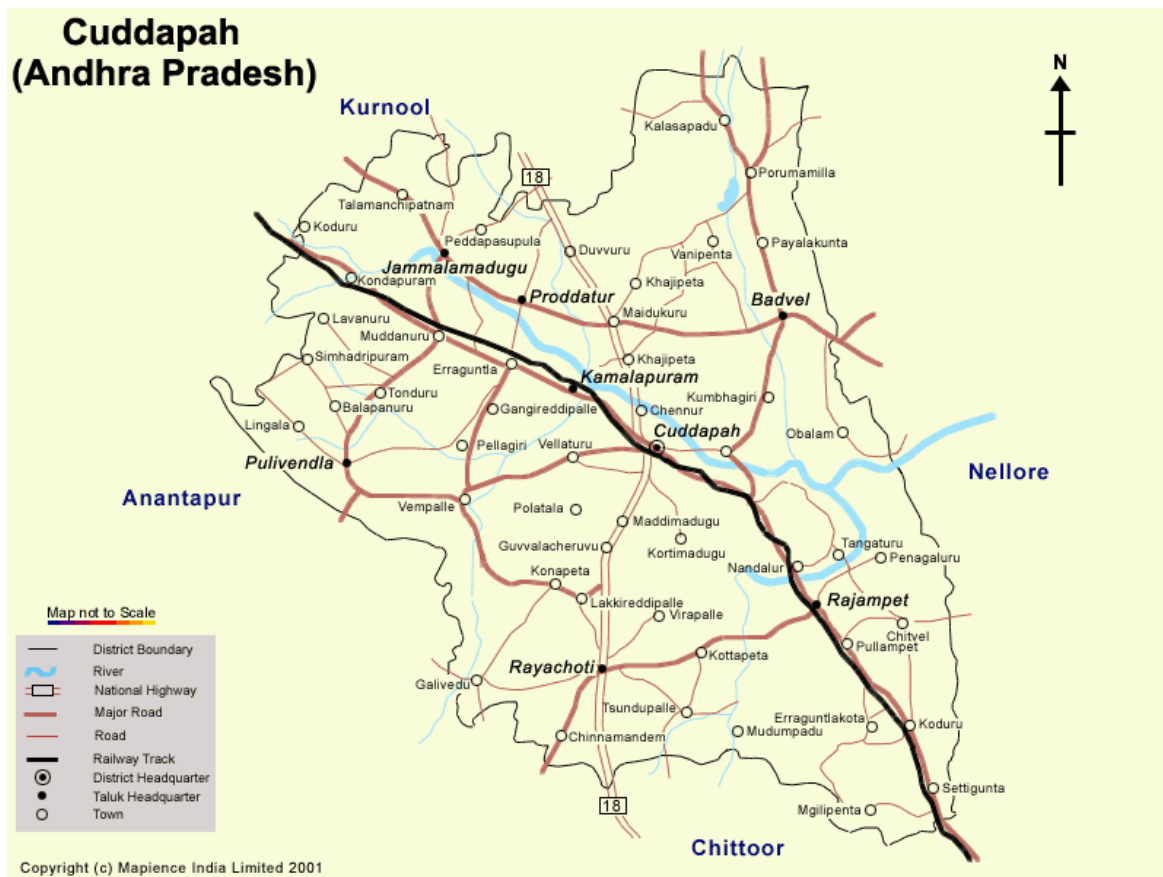 Cuddapah
(Andhra Pradesh)
Kurnool
N
Kalasapadu
18
Porumamilla
Talamanchipatnam
Koduru
Peddapasupula
Duvvuru
Vanipenta
Payalakunta
Jammalamadugu
Kondapuram
Khajipeta
Proddatur
Badvel
Lavanuru
Maidukuru
Muddanuru
Simhadripuram
Erraguntla
Khajipeta
Kamalapuram
Tonduru
Balapanuru
Gangireddipalle
Chennur
Kumbhagiri
Lingala
Cuddapah
Obalam
Pellagiri
Vellaturu
Pulivendla
Nellore
Anantapur
Vempalle
Polatala
Maddimadugu
Guvvalacheruvu
Kortimadugu
Tangaturu
Penagaluru
Nandalur
Konapeta
Lakkireddipalle
Rajampet
Virapalle
Chitvel
Pullampet
Kottapeta
Rayachoti
Galivedu
Tsundupalle
Erraguntlakota
Koduru
Chinnamandem
Mudumpadu
Settigunta
18
Mgilipenta
Chittoor
Map not to Scale
District Boundary
River
National Highway
Major Road
Road
Railway Track
District Headquarter
Taluk Headquarter
Town
Copyright (c) Mapience India Limited 2001